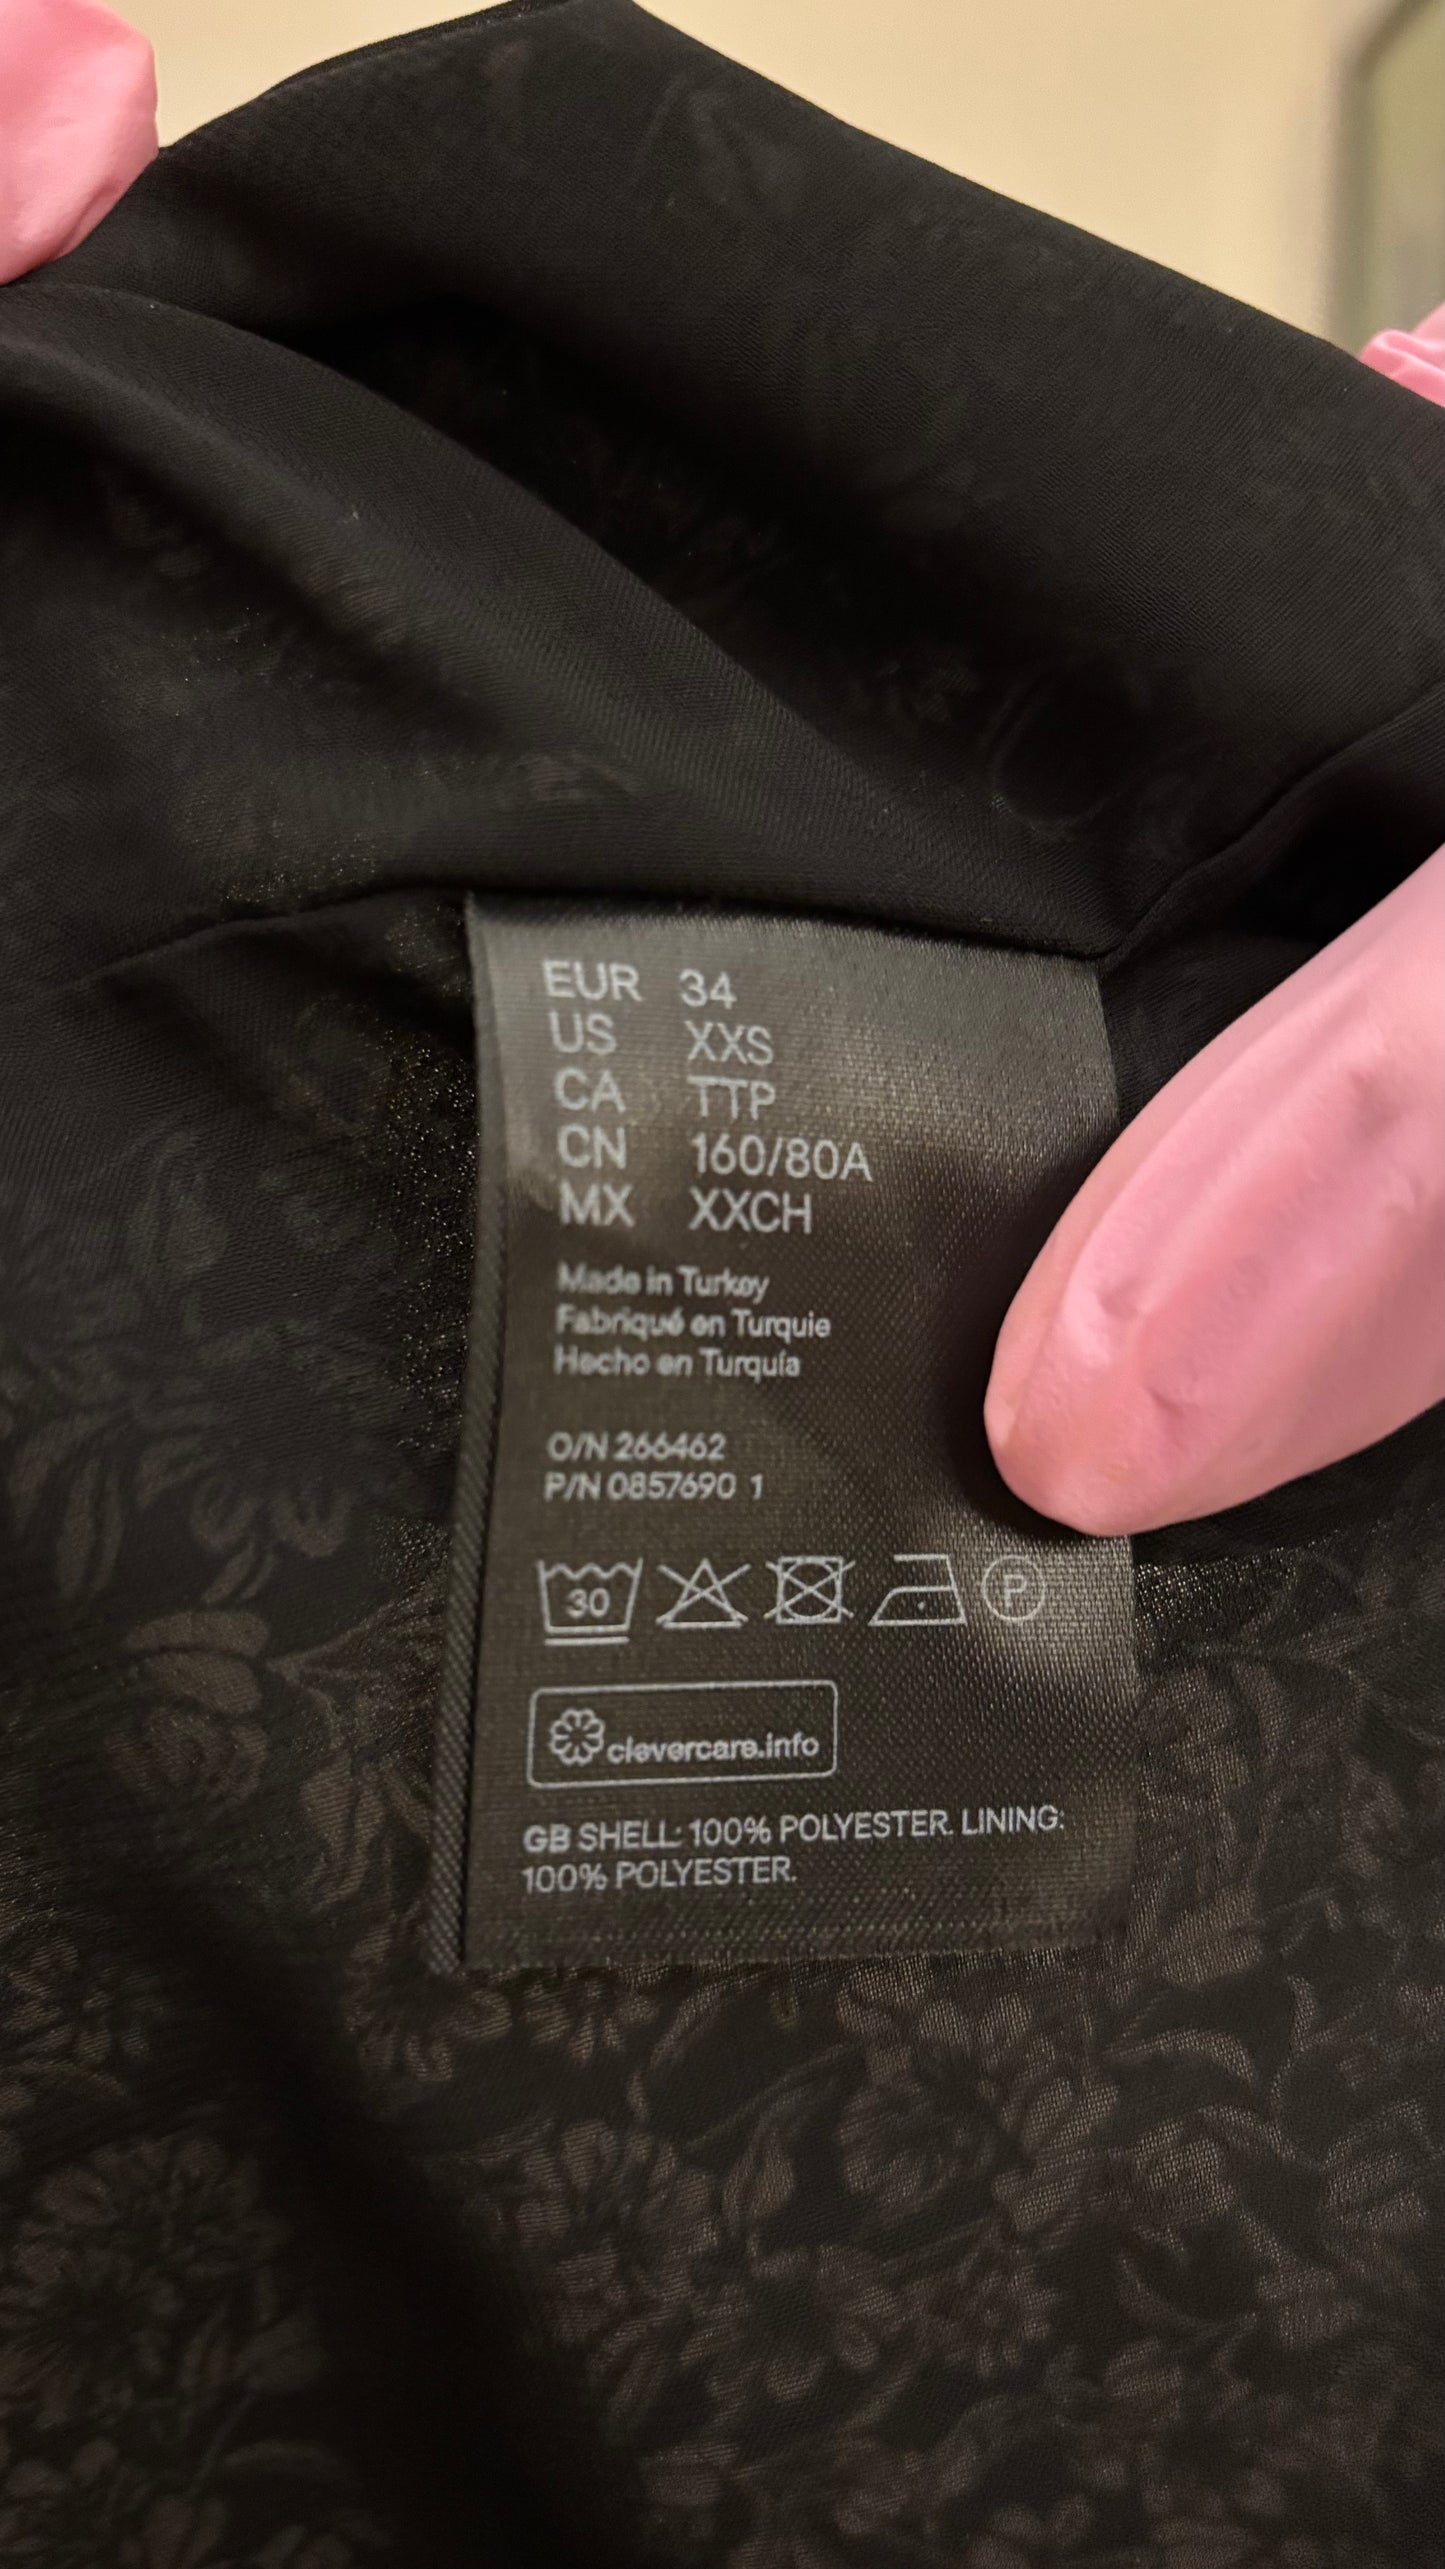 EUR 34
US XXS
CA TTP
CN 160/80A
MX XXCH
Made in Turkey
Fabriqué en Turquie
Hecho en Turquía
O/N 266462
P/N 0857690 1
30 P
clevercare.info
GB SHELL: 100% POLYESTER. LINING:
100% POLYESTER.